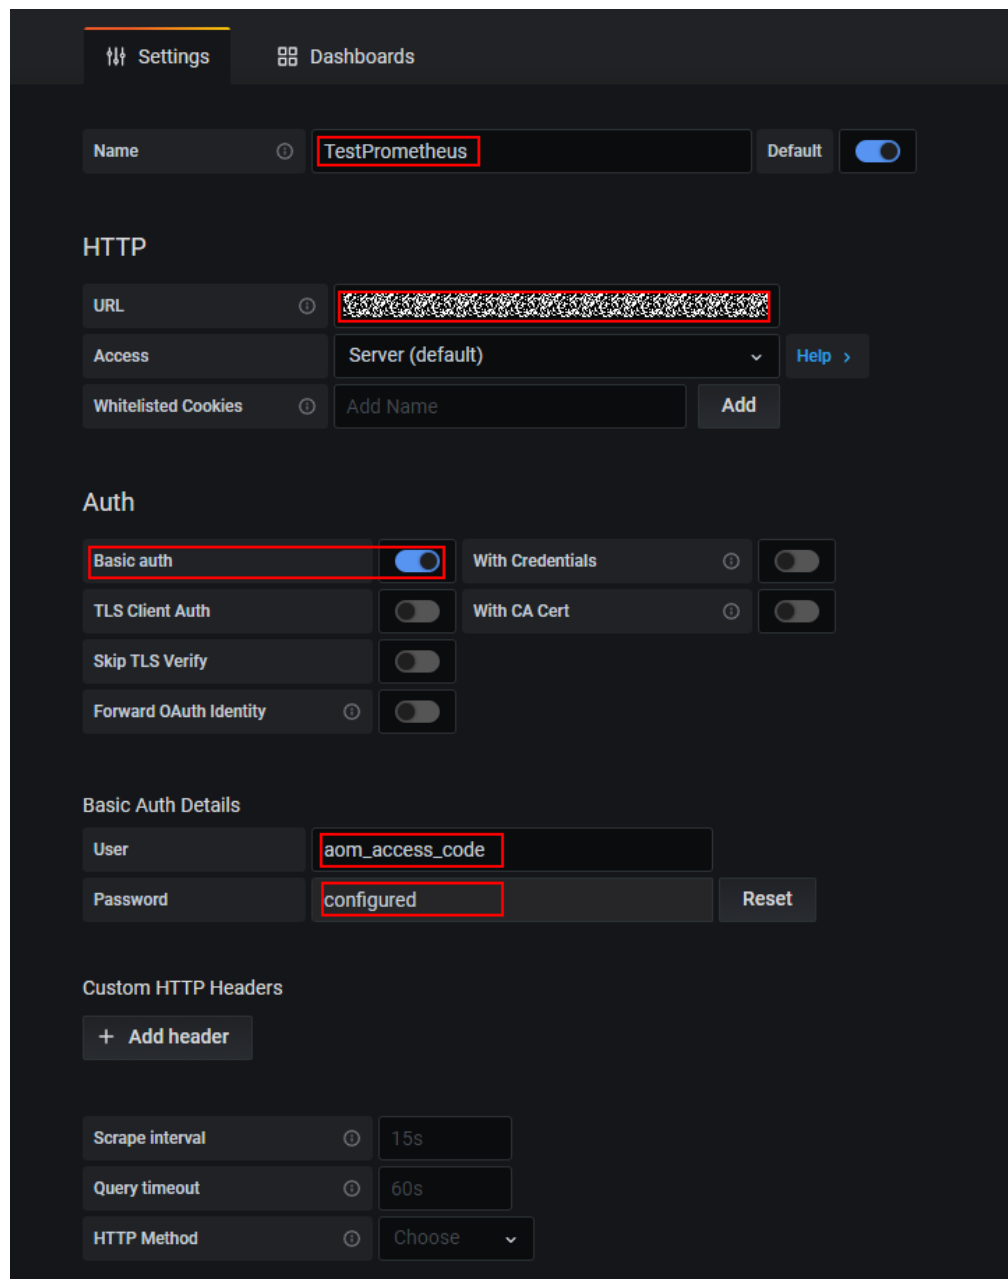 Settings Dashboards
Name TestPrometheus Default
HTTP
URL
Access Server (default) Help >
Whitelisted Cookies Add Name Add
Auth
Basic auth With Credentials
TLS Client Auth With CA Cert
Skip TLS Verify
Forward OAuth Identity
Basic Auth Details
User aom_access_code
Password configured Reset
Custom HTTP Headers
+ Add header
Scrape interval 15s
Query timeout 60s
HTTP Method Choose